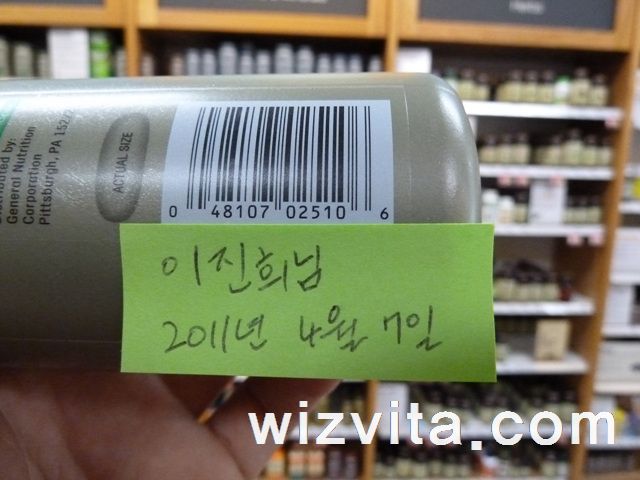 General Nutrition
Corporation
Pittsburgh, PA 1522
ACTUAL SIZE
0 48107 02510 6
이진희님
2011년 4월 7일
wizvita.com